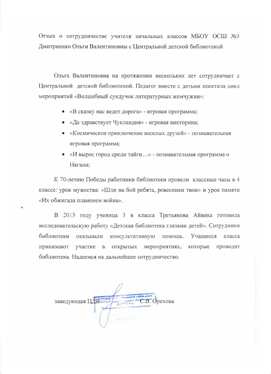 Отзыв о сотрудничестве учителя начальных классов МБОУ ОСШ №3
Дмитриенко Ольги Валентиновны с Центральной детской библиотекой
Ольга Валентиновна на протяжении нескольких лет сотрудничает с
Центральной детской библиотекой. Педагог вместе с детьми посетила цикл
мероприятий «Волшебный сундучок литературных жемчужин»:
• «В сказку нас ведет дорога» - игровая программа;
• «Да здравствует Чукландия» - игровая викторина;
• «Космическое приключение веселых друзей» - познавательная
игровая программа;
• «И вырос город среди тайги…» - познавательная программа о
Нягани;
К 70-летию Победы работники библиотеки провели классные часы в 4
классе: урок мужества: «Шли на бой ребята, ровесники твои» и урок памяти
«Их обжигала пламенем война».
В 2013 году ученица 3 в класса Третьякова Айвина готовила
исследовательскую работу «Детская библиотека глазами детей». Сотрудники
библиотеки оказывали консультативную помощь. Учащиеся класса
принимают участие в открытых мероприятиях, которые проводит
библиотека. Надеемся на дальнейшее сотрудничество.
заведующая ЦДБ С.В. Орехова